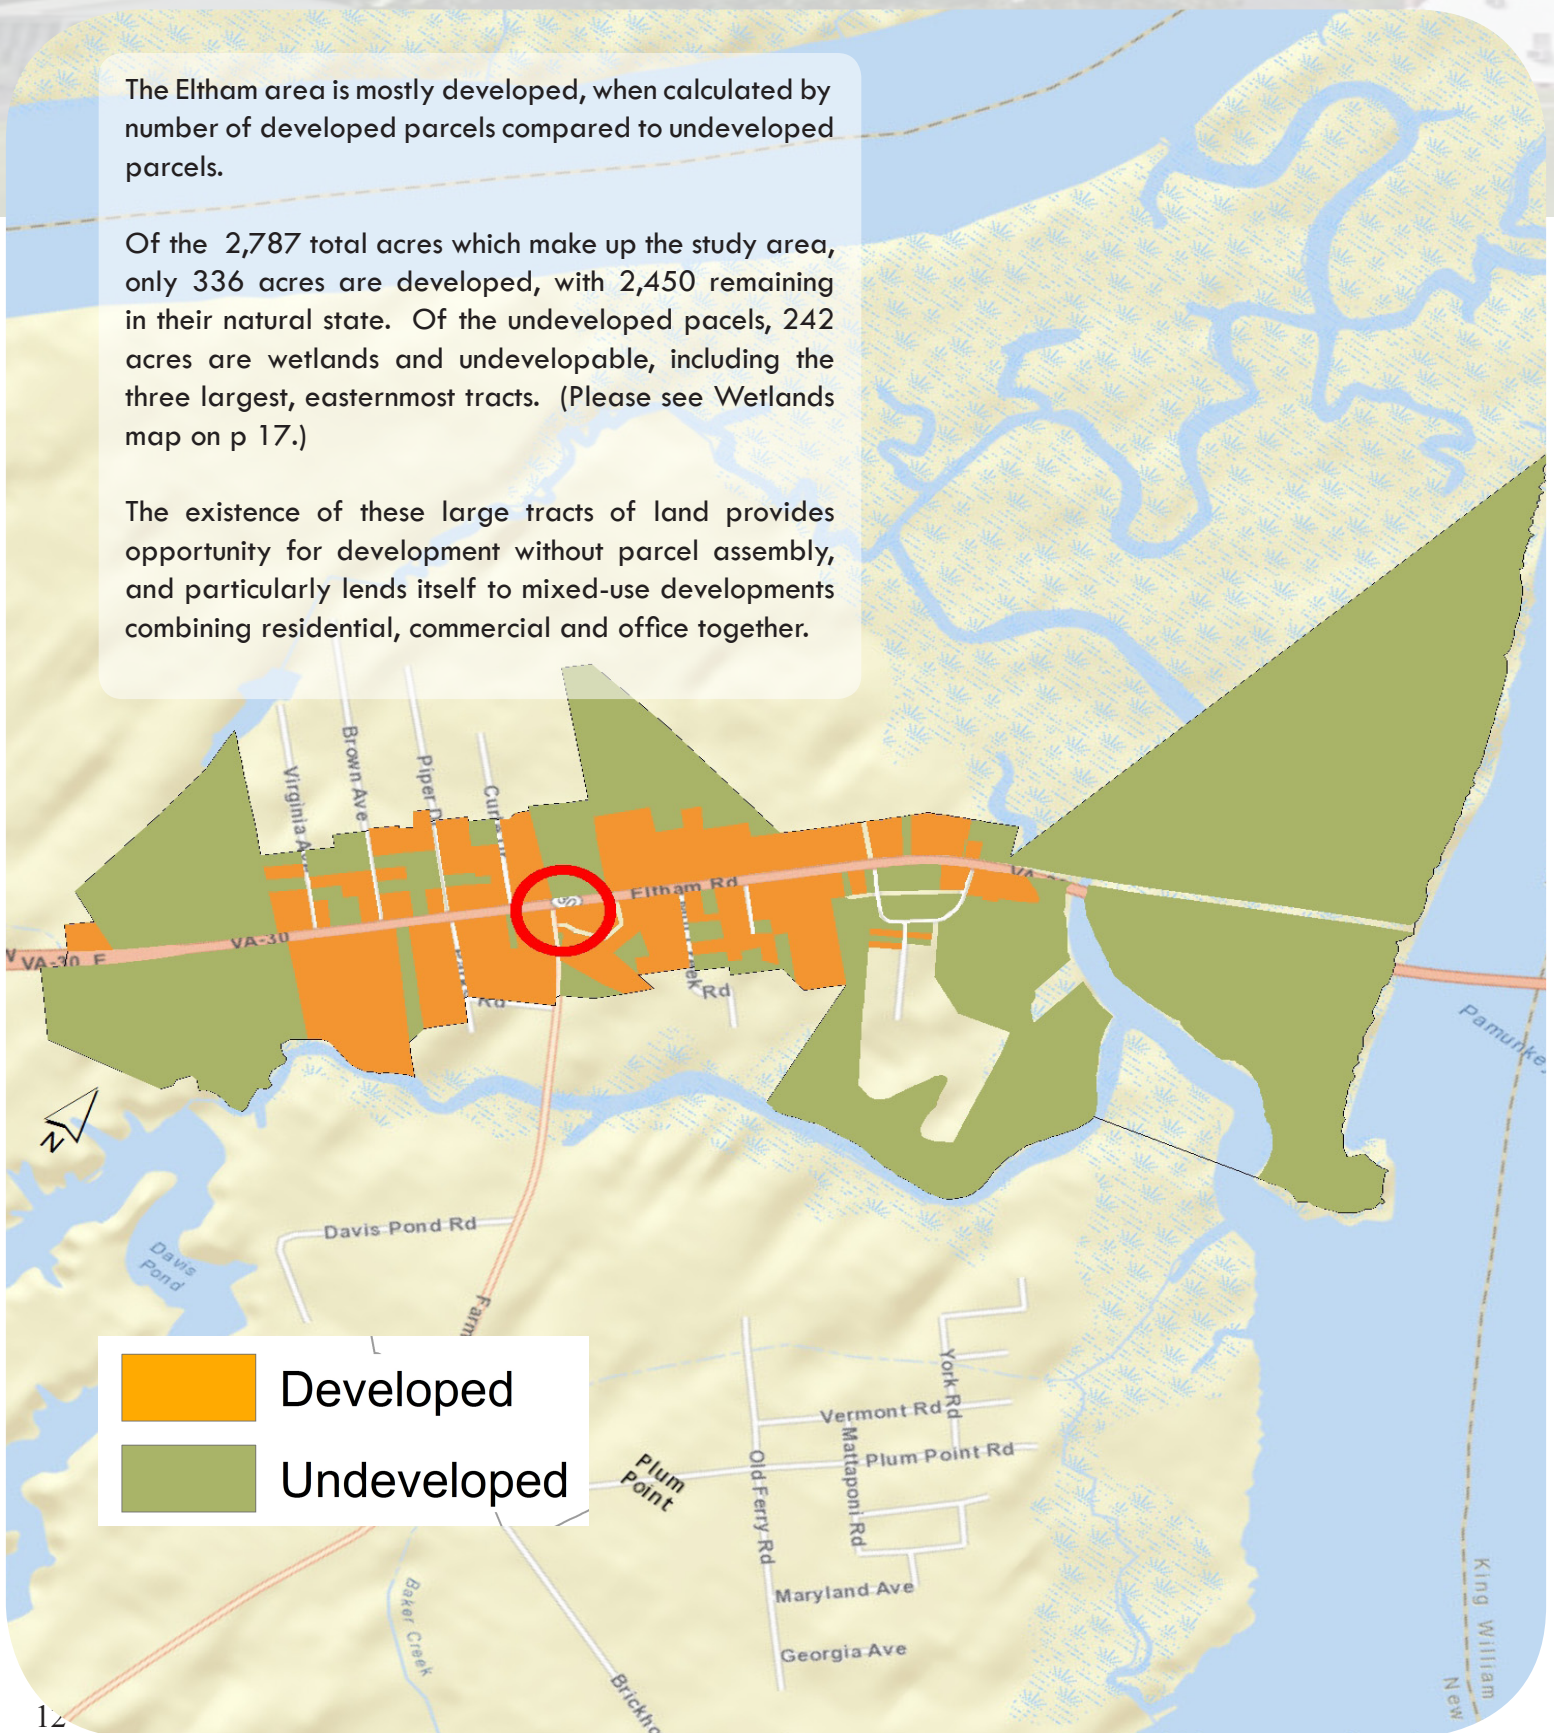 The Eltham area is mostly developed, when calculated by
number of developed parcels compared to undeveloped
parcels.
Of the 2,787 total acres which make up the study area,
only 336 acres are developed, with 2,450 remaining
in their natural state. Of the undeveloped pacels, 242
acres are wetlands and undevelopable, including the
three largest, easternmost tracts. (Please see Wetlands
map on p 17.)
The existence of these large tracts of land provides
opportunity for development without parcel assembly,
and particularly lends itself to mixed-use developments
combining residential, commercial and office together.
Virginia
Brown Ave
Piper
30
Eltham Rd
VA-30
VA-30 E
Rd
Rd
Pamunkey
N
Davis Pond Rd
Davis
Pond
Farm
Developed
Undeveloped
York Rd
Vermont Rd
Plum Point Rd
Mattaponi Rd
Old Ferry Rd
Plum
Point
Maryland Ave
Georgia Ave
Baker Creek
Brickho
King William
New
12